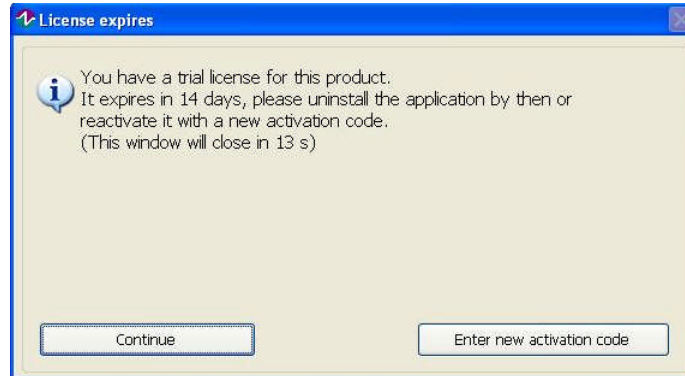 License expires
You have a trial license for this product.
It expires in 14 days, please uninstall the application by then or
reactivate it with a new activation code.
(This window will close in 13 s)
Continue
Enter new activation code